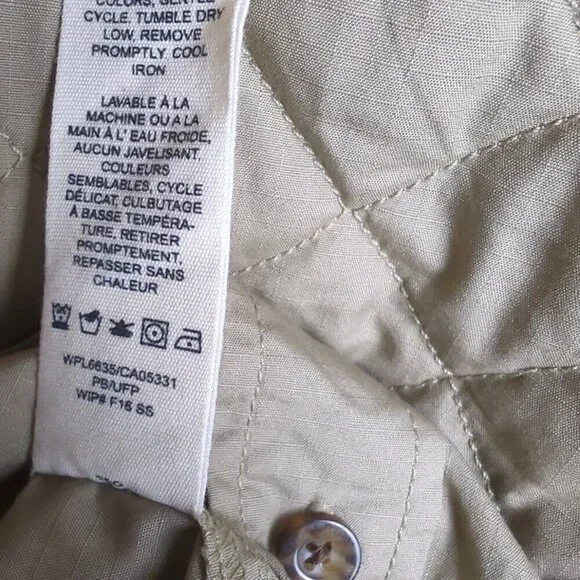 COLORS, GENTLE
CYCLE, TUMBLE DRY
LOW, REMOVE
PROMPTLY, COOL
IRON
LAVABLE À LA
MACHINE OU A LA
MAIN À L' EAU FROIDE,
AUCUN JAVELISANT,
COULEURS
SEMBLABLES, CYCLE
DÉLICAT, CULBUTAGE
À BASSE TEMPÉRA-
TURE, RETIRER
PROMPTEMENT,
REPASSER SANS
CHALEUR
WPL6635/CA05331
PB/UFP
WIP# F16 SS